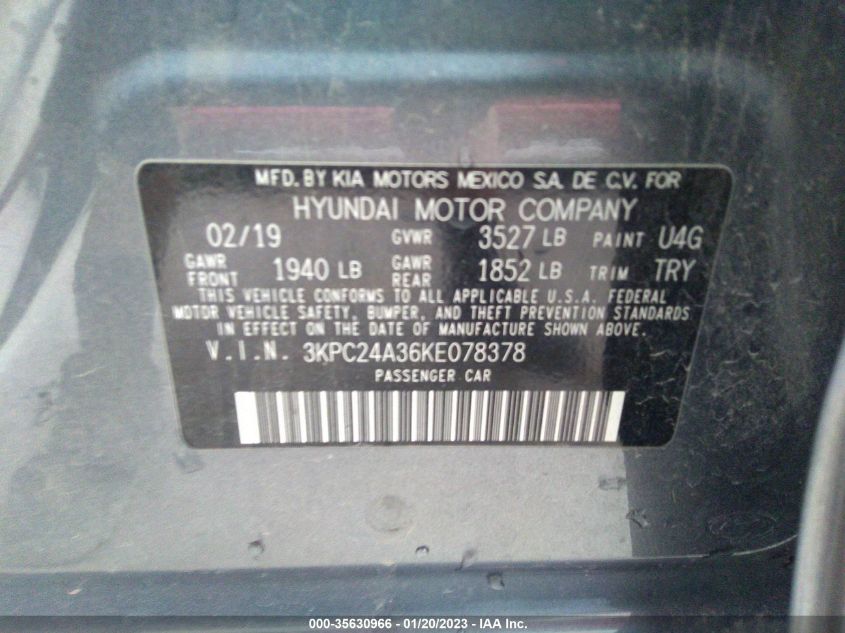 MFD. BY KIA MOTORS MEXICO S.A. DE C.V. FOR
HYUNDAI MOTOR COMPANY
02/19 GVWR 3527 LB PAINT U4G
GAWR FRONT 1940 LB GAWR REAR 1852 LB TRIM TRY
THIS VEHICLE CONFORMS TO ALL APPLICABLE U.S.A. FEDERAL
MOTOR VEHICLE SAFETY, BUMPER, AND THEFT PREVENTION STANDARDS
IN EFFECT ON THE DATE OF MANUFACTURE SHOWN ABOVE.
V.I.N. 3KPC24A36KE078378
PASSENGER CAR
000-35630966 - 01/20/2023 - IAA Inc.